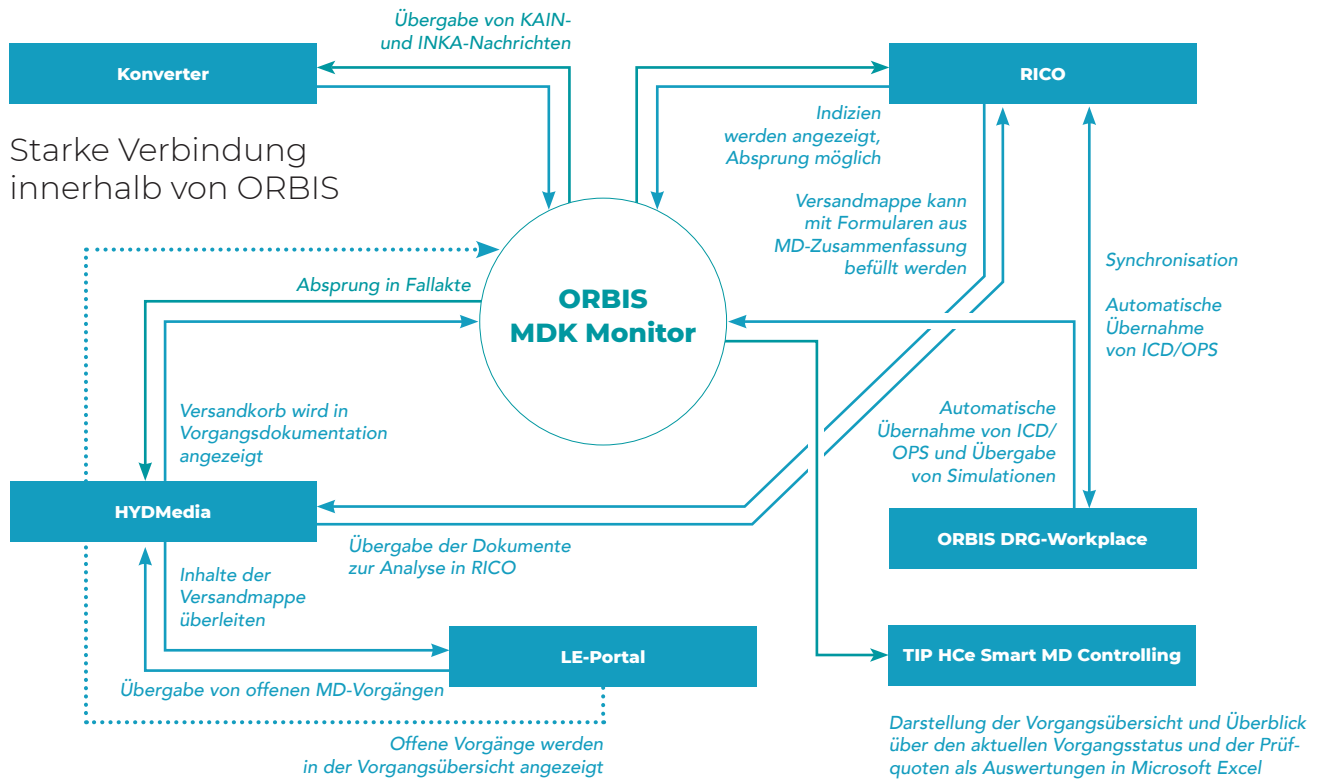 Übergabe von KAIN-
und INKA-Nachrichten
Konverter
RICO
Starke Verbindung
innerhalb von ORBIS
Indizien
werden angezeigt,
Absprung möglich
Versandmappe kann
mit Formularen aus
MD-Zusammenfassung
befüllt werden
Synchronisation
Automatische
Übernahme
von ICD/OPS
Absprung in Fallakte
ORBIS
MDK Monitor
Versandkorb wird in
Vorgangsdokumentation
angezeigt
Automatische
Übernahme von ICD/
OPS und Übergabe
von Simulationen
HYDMedia
ORBIS DRG-Workplace
Übergabe der Dokumente
zur Analyse in RICO
Inhalte der
Versandmappe
überleiten
LE-Portal
TIP HCe Smart MD Controlling
Übergabe von offenen MD-Vorgängen
Offene Vorgänge werden
in der Vorgangsübersicht angezeigt
Darstellung der Vorgangsübersicht und Überblick
über den aktuellen Vorgangsstatus und der Prüf-
quoten als Auswertungen in Microsoft Excel